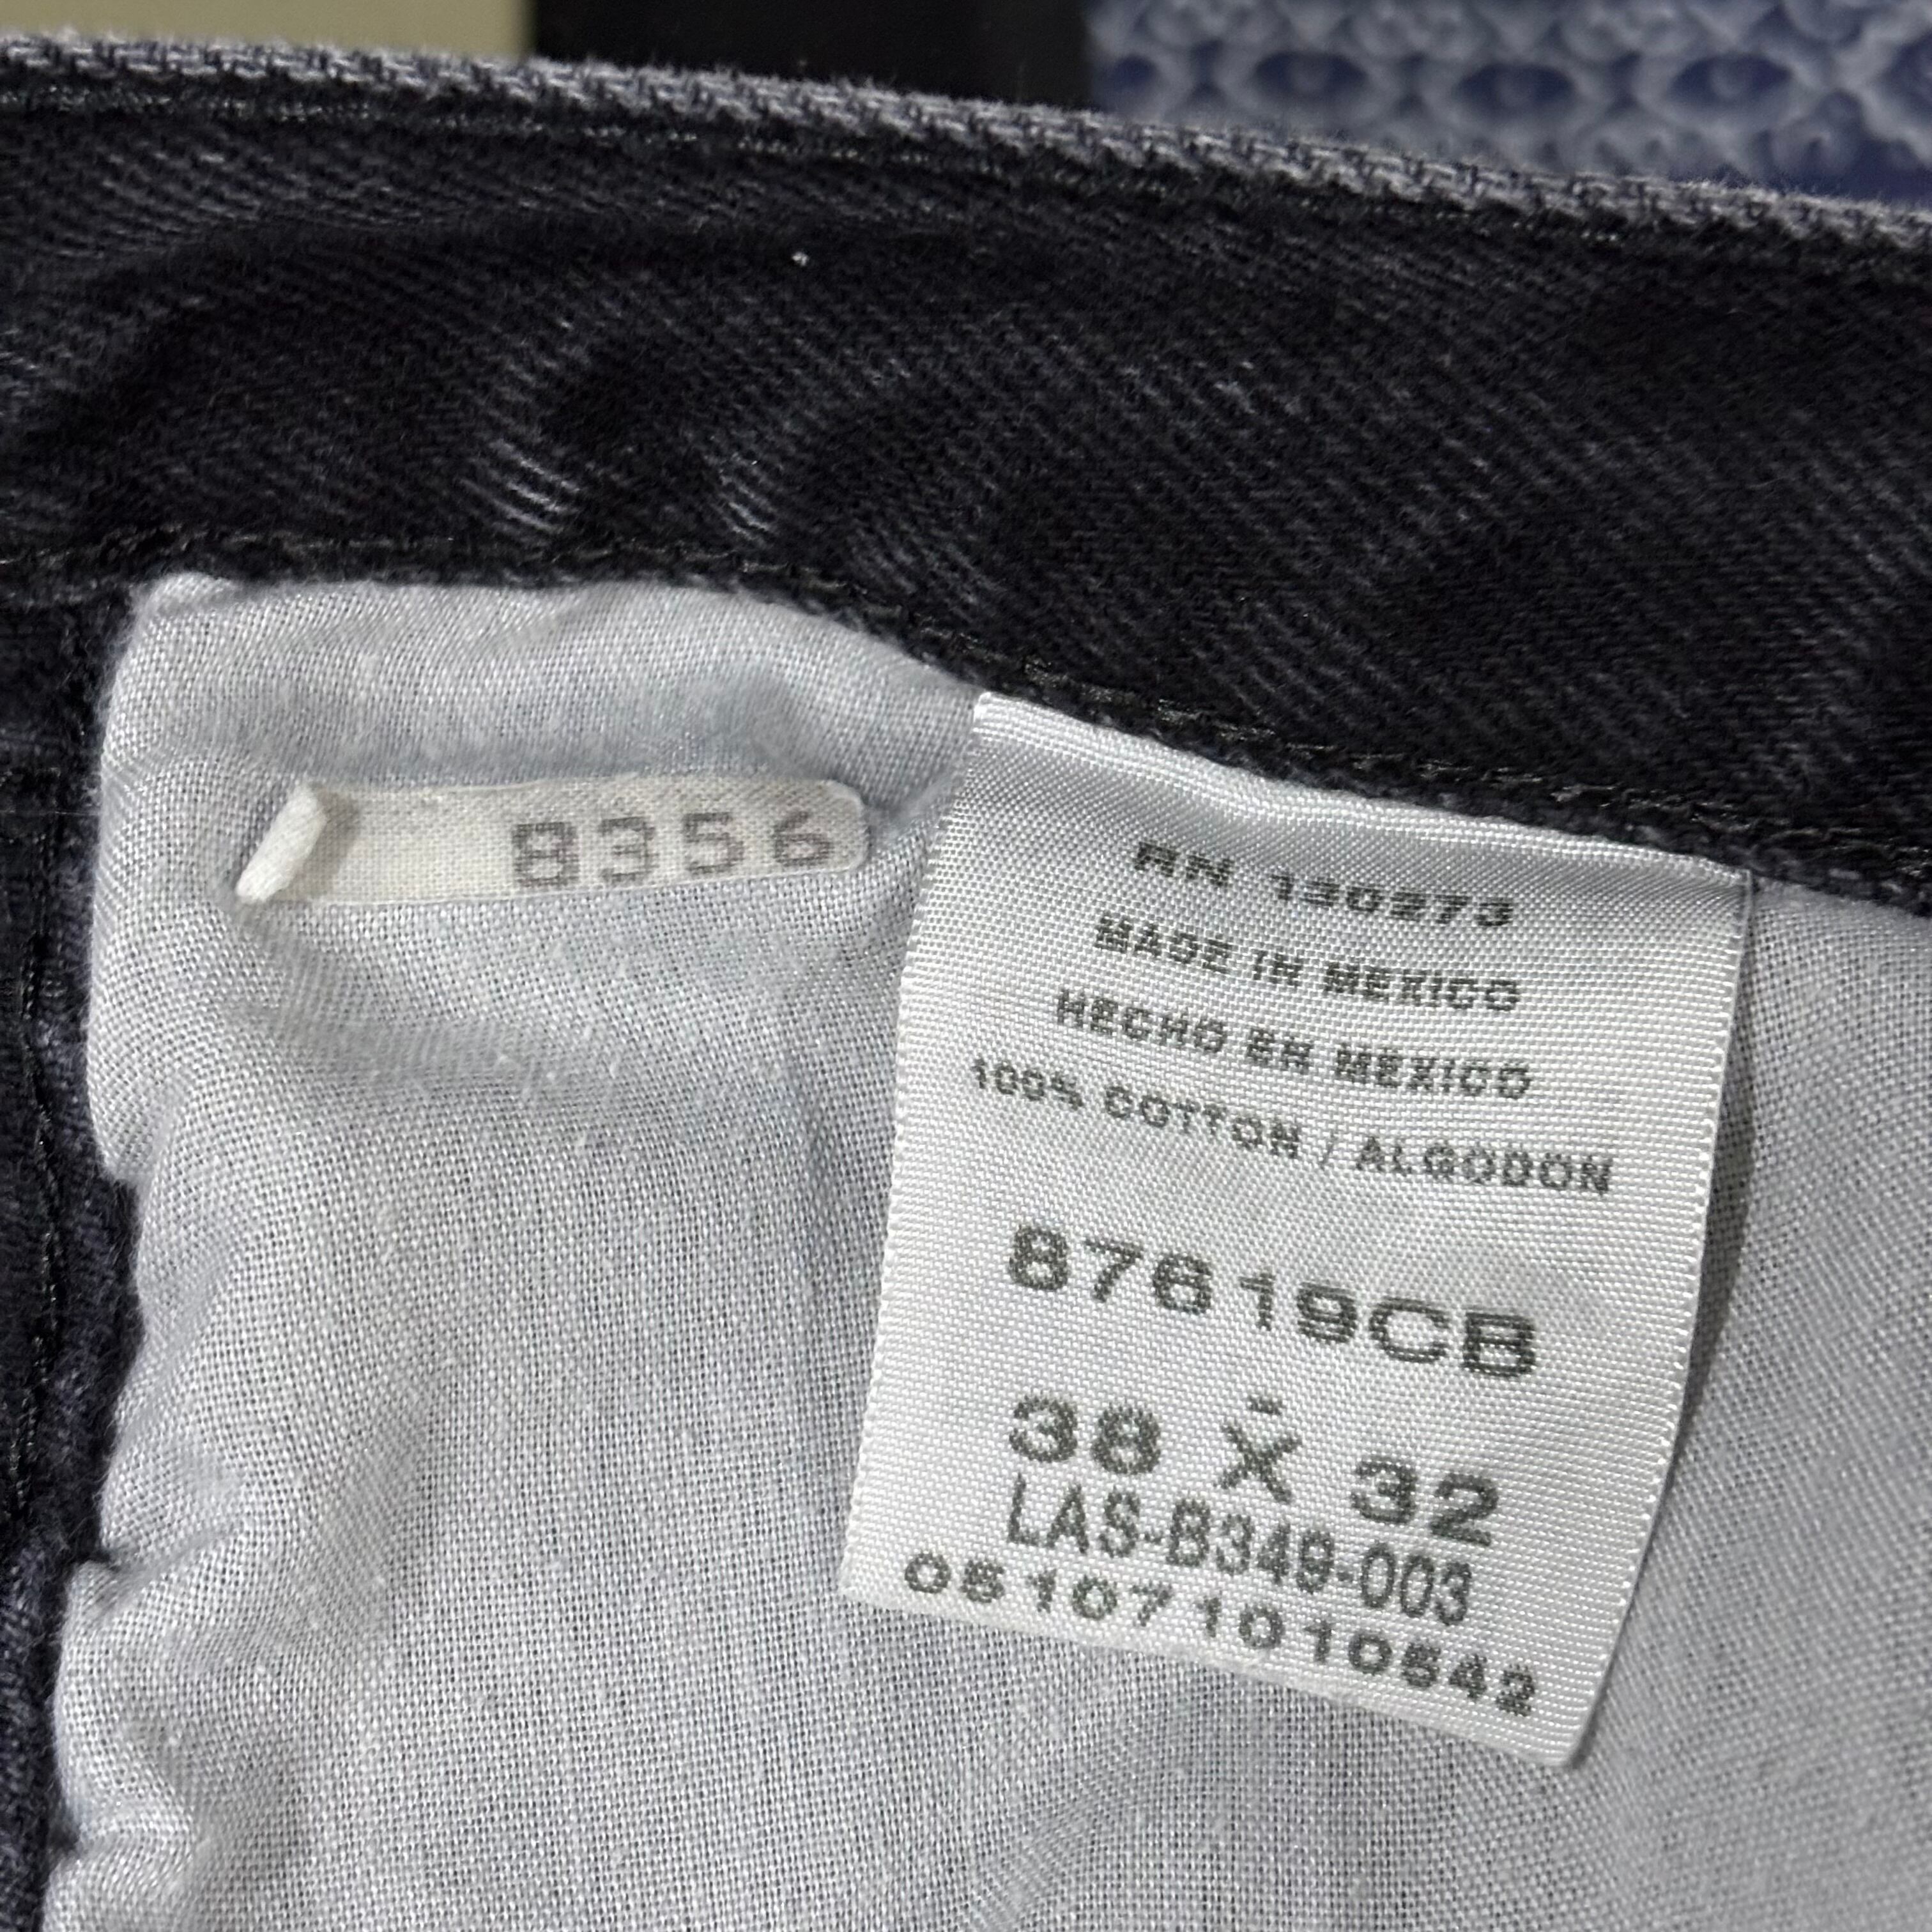 8356
RN 130273
MADE IN MEXICO
HECHO EN MEXICO
100% COTTON / ALGODON
87619CB
38 X 32
LAS-B349-003
051071010542